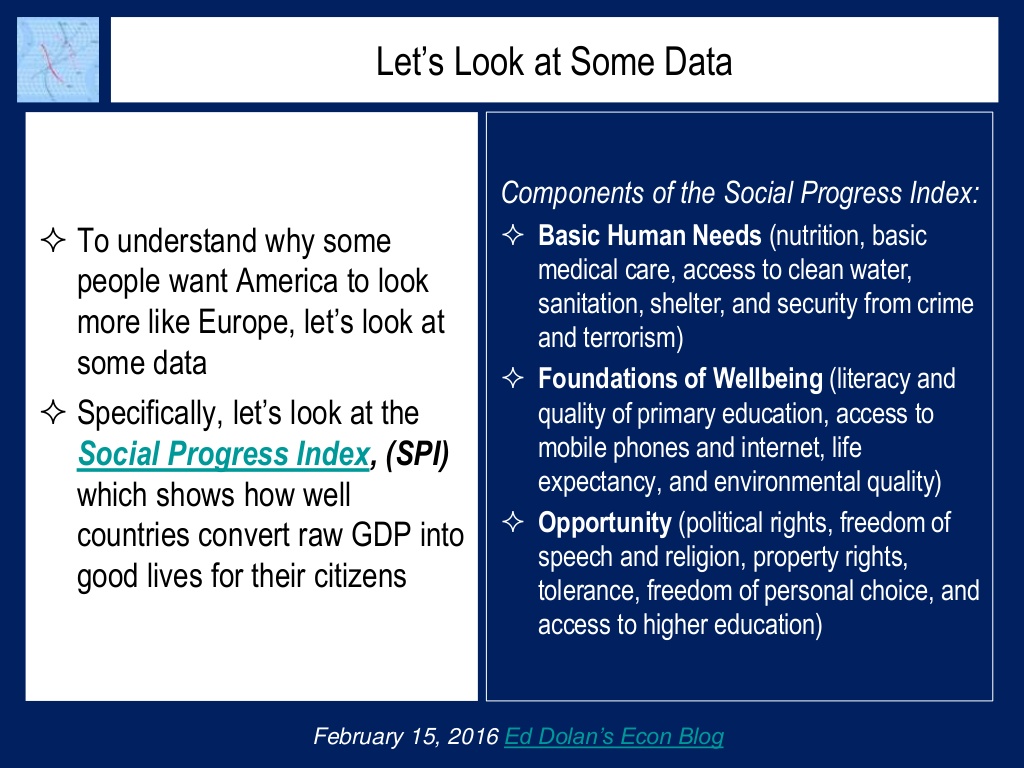 Let’s Look at Some Data
✧ To understand why some
people want America to look
more like Europe, let’s look at
some data
✧ Specifically, let’s look at the
Social Progress Index, (SPI)
which shows how well
countries convert raw GDP into
good lives for their citizens
Components of the Social Progress Index:
✧ Basic Human Needs (nutrition, basic
medical care, access to clean water,
sanitation, shelter, and security from crime
and terrorism)
✧ Foundations of Wellbeing (literacy and
quality of primary education, access to
mobile phones and internet, life
expectancy, and environmental quality)
✧ Opportunity (political rights, freedom of
speech and religion, property rights,
tolerance, freedom of personal choice, and
access to higher education)
February 15, 2016 Ed Dolan’s Econ Blog